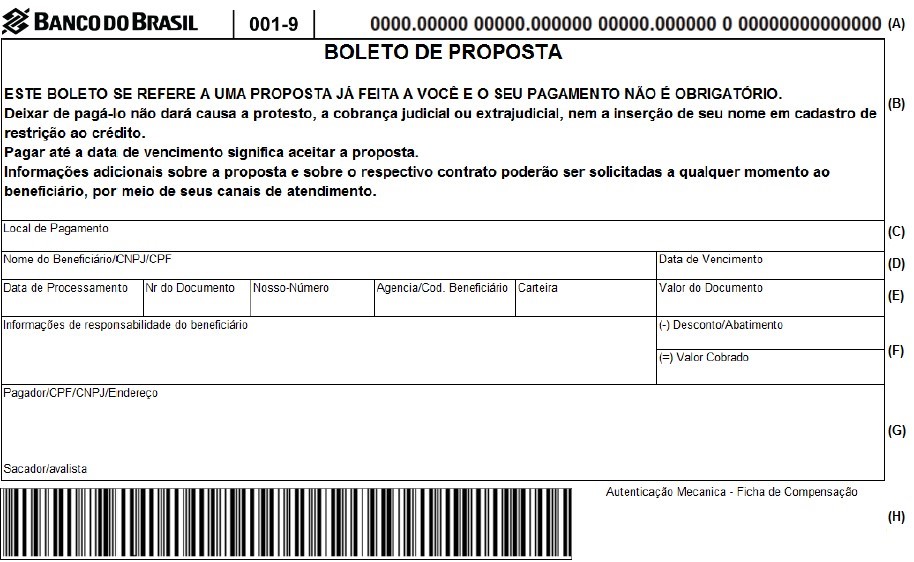 BANCO DO BRASIL 001-9 0000.00000 00000.000000 00000.000000 0 00000000000000 (A)
BOLETO DE PROPOSTA
ESTE BOLETO SE REFERE A UMA PROPOSTA JÁ FEITA A VOCÊ E O SEU PAGAMENTO NÃO É OBRIGATÓRIO.
(B)
Deixar de pagá-lo não dará causa a protesto, a cobrança judicial ou extrajudicial, nem a inserção de seu nome em cadastro de
restrição ao crédito.
Pagar até a data de vencimento significa aceitar a proposta.
Informações adicionais sobre a proposta e sobre o respectivo contrato poderão ser solicitadas a qualquer momento ao
beneficiário, por meio de seus canais de atendimento.
Local de Pagamento (C)
Nome do Beneficiário/CNPJ/CPF Data de Vencimento (D)
Data de Processamento Nr do Documento Nosso-Número Agencia/Cod. Beneficiário Carteira Valor do Documento (E)
Informações de responsabilidade do beneficiário (-) Desconto/Abatimento
(F)
(=) Valor Cobrado
Pagador/CPF/CNPJ/Endereço
(G)
Sacador/avalista
Autenticação Mecanica - Ficha de Compensação
(H)